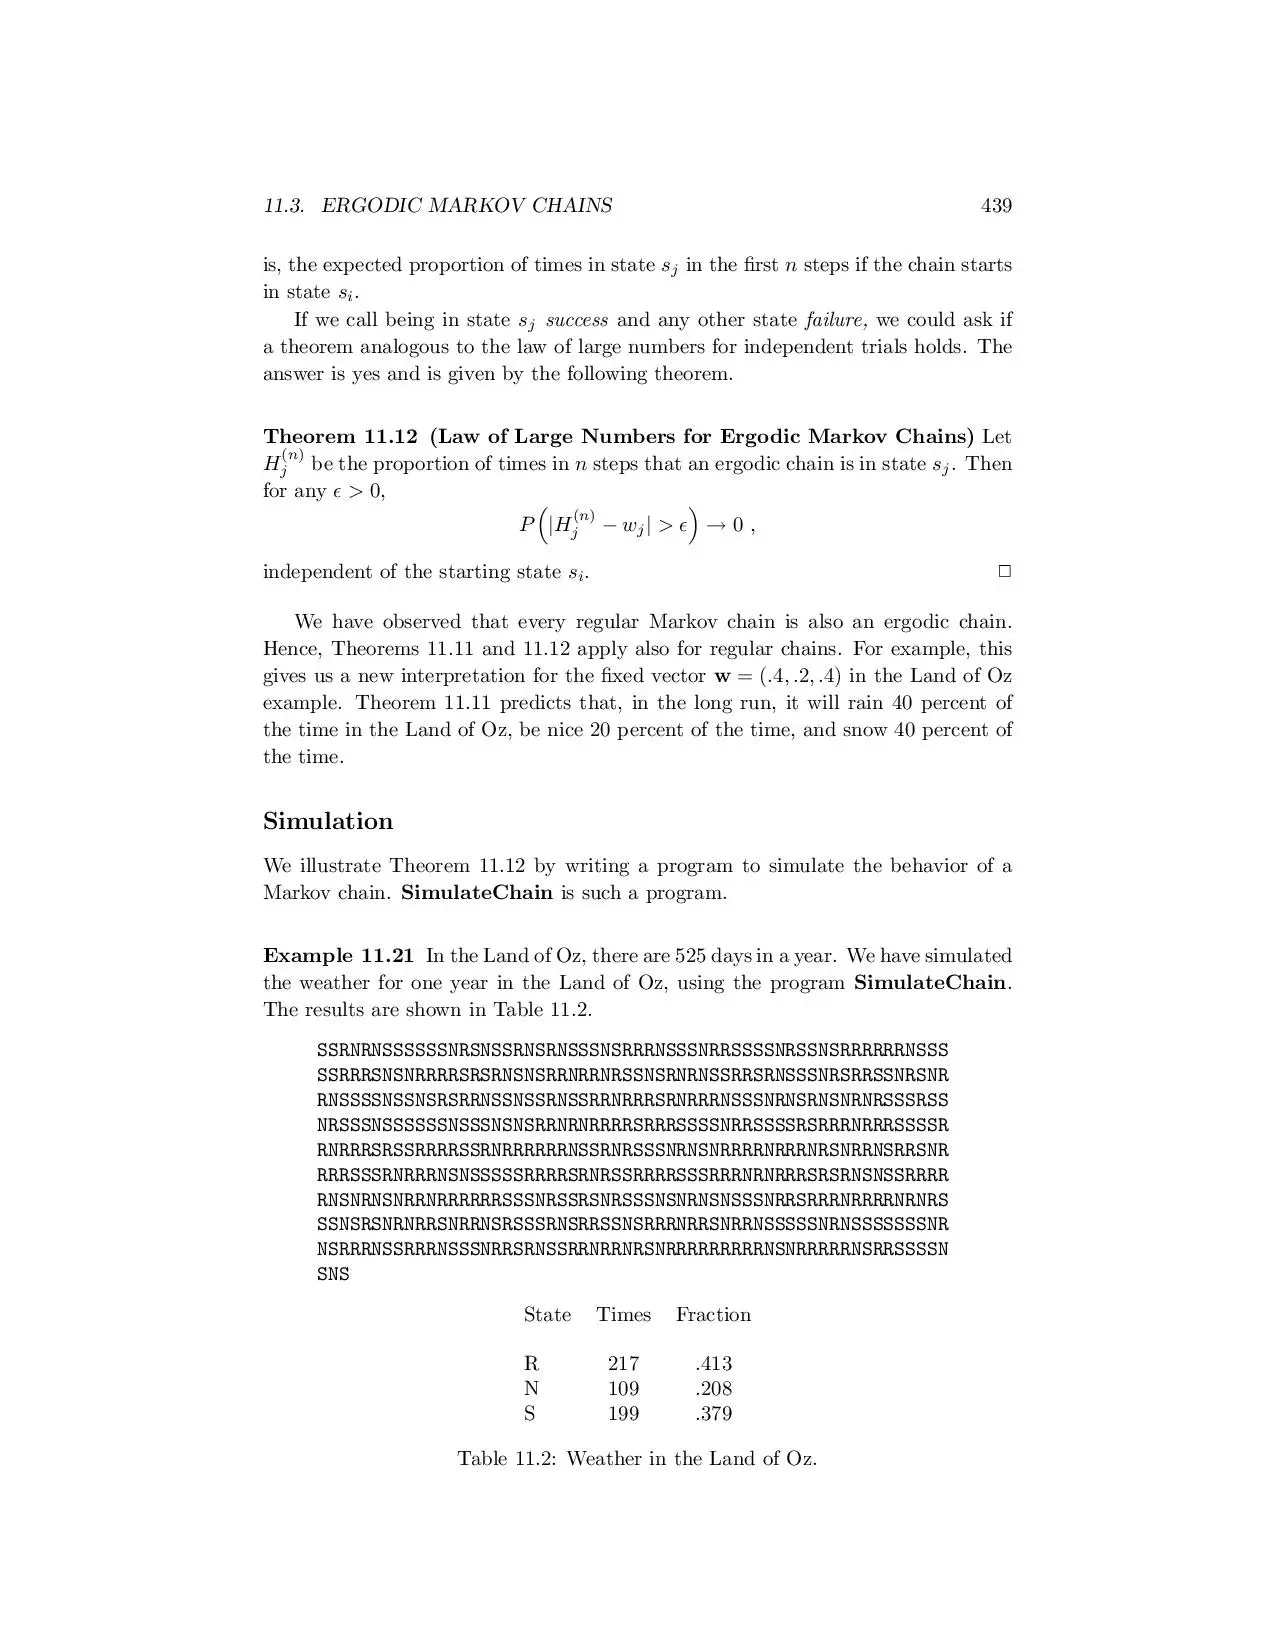 11.3. ERGODIC MARKOV CHAINS 439
is, the expected proportion of times in state s_j in the first n steps if the chain starts
in state s_i.
If we call being in state s_j success and any other state failure, we could ask if
a theorem analogous to the law of large numbers for independent trials holds. The
answer is yes and is given by the following theorem.
Theorem 11.12 (Law of Large Numbers for Ergodic Markov Chains) Let
H_j^{(n)} be the proportion of times in n steps that an ergodic chain is in state s_j. Then
for any ϵ > 0,
P(|H_j^{(n)} − w_j| > ϵ) → 0 ,
independent of the starting state s_i. □
We have observed that every regular Markov chain is also an ergodic chain.
Hence, Theorems 11.11 and 11.12 apply also for regular chains. For example, this
gives us a new interpretation for the fixed vector w = (.4, .2, .4) in the Land of Oz
example. Theorem 11.11 predicts that, in the long run, it will rain 40 percent of
the time in the Land of Oz, be nice 20 percent of the time, and snow 40 percent of
the time.
Simulation
We illustrate Theorem 11.12 by writing a program to simulate the behavior of a
Markov chain. SimulateChain is such a program.
Example 11.21 In the Land of Oz, there are 525 days in a year. We have simulated
the weather for one year in the Land of Oz, using the program SimulateChain.
The results are shown in Table 11.2.
SSRNRNSSSSSSNRSNSSRNSRNSSSNSRRRNSSSNRRSSSSNRSSNSRRRRRRNSSS
SSRRRSNSNRRRRSRSRNSNSRRNRRNRSSNSRNRNSSRRSRNSSSNRSRRSSNRSNR
RNSSSSNSSNSRSRRNSSNSSRNSSRRNRRRSRNRRRNSSSNRNSRNSNRNRSSSRSS
NRSSSNSSSSSSNSSSNSNSRRNRNRRRRSRRRSSSSNRRSSSSRSRRRNRRRSSSSR
RNRRRSRSSRRRRSSRNRRRRRRNSSRNRSSSNRNSNRRRRNRRRNRSNRRNSRRSNR
RRRSSSRNRRRNSNSSSSSRRRRSRNRSSRRRRSSSRRRNRNRRRSRSRNSNSSRRRR
RNSNRNSNRRNRRRRRRSSSNRSSRSNRSSSNSNRNSNSSSNRRSRRRNRRRRNRNRS
SSNSRSNRNRRSNRRNSRSSSRNSRRSSNSRRRNRRSNRRNSSSSSNRNSSSSSSSNR
NSRRRNSSRRRNSSSNRRSRNSSRRNRRNRSNRRRRRRRRRNSNRRRRRNSRRSSSSN
SNS
State Times Fraction
R 217 .413
N 109 .208
S 199 .379
Table 11.2: Weather in the Land of Oz.